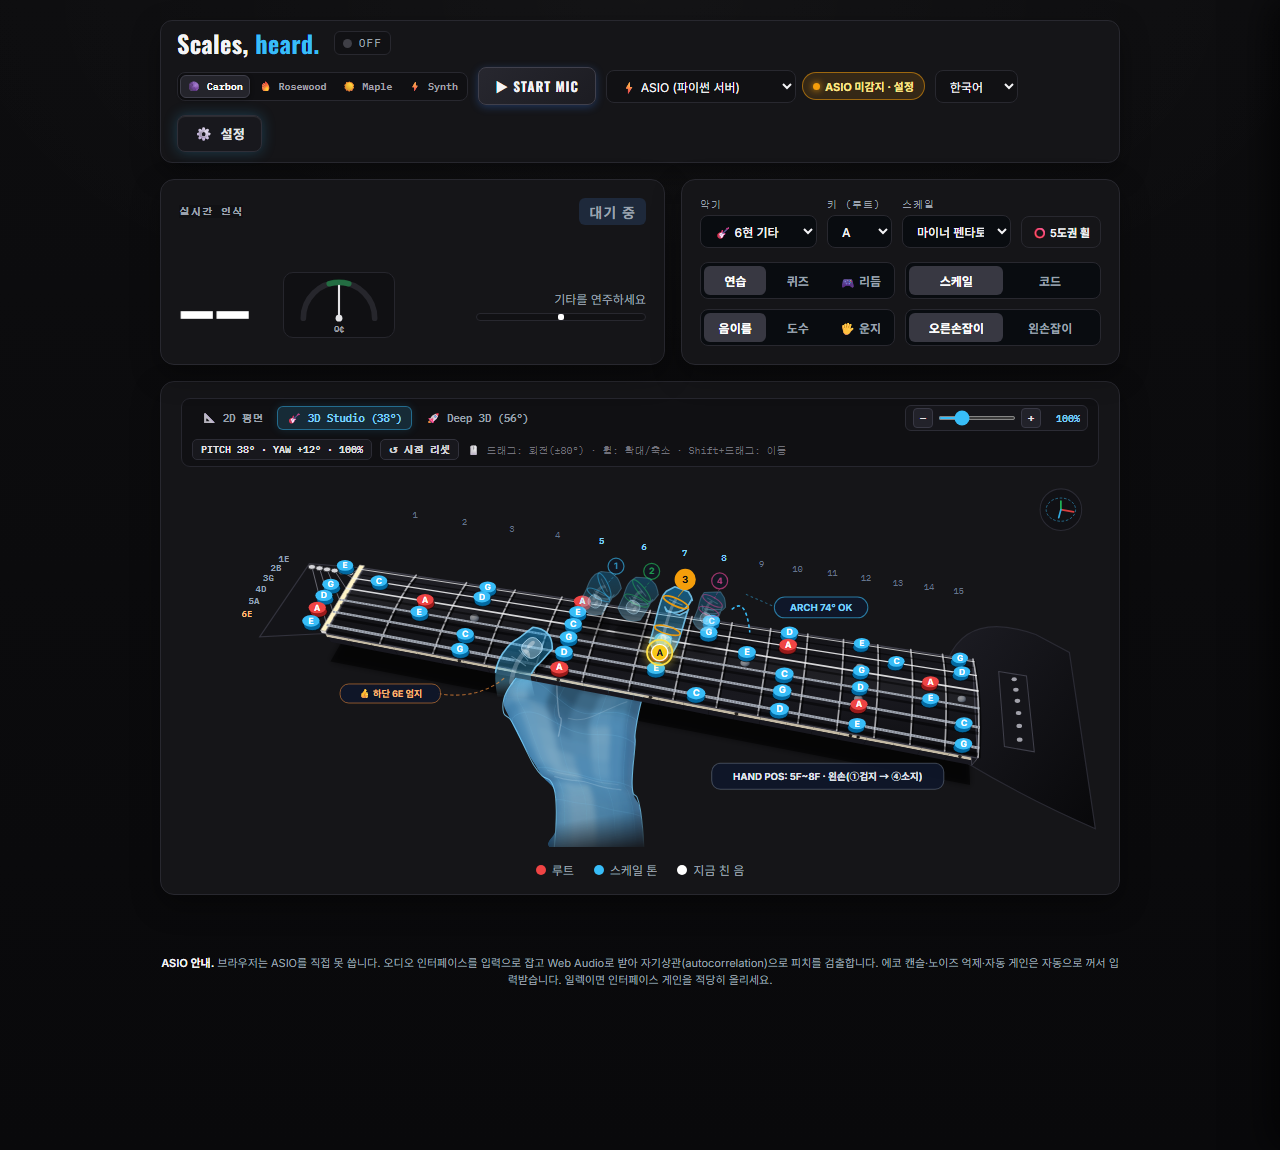 Scales, heard.
OFF
Carbon
Rosewood
Maple
Synth
▶ START MIC
ASIO (파이썬 서버)
ASIO 미감지 · 설정
한국어
설정
실시간 인식
대기 중
0¢
기타를 연주하세요
악기
키 (루트)
스케일
6현 기타
A
마이너 펜타토
5도권 휠
연습
퀴즈
리듬
스케일
코드
음이름
도수
운지
오른손잡이
왼손잡이
2D 평면
3D Studio (38°)
Deep 3D (56°)
−
+
100%
PITCH 38° · YAW +12° · 100%
↺ 시점 리셋
드래그: 회전(±80°) · 휠: 확대/축소 · Shift+드래그: 이동
1 2 3 4 5 6 7 8 9 10 11 12 13 14 15
1E
2B
3G
4D
5A
6E
1 2 3 4
E C G D A E C G
G D A E
A E C G D A
C G A E
D A E C G D
E G D A E
C G D
A E C G
ARCH 74° OK
하단 6E 엄지
HAND POS: 5F~8F · 왼손(①검지 → ④소지)
루트
스케일 톤
지금 친 음
ASIO 안내. 브라우저는 ASIO를 직접 못 씁니다. 오디오 인터페이스를 입력으로 잡고 Web Audio로 받아 자기상관(autocorrelation)으로 피치를 검출합니다. 에코 캔슬·노이즈 억제·자동 게인은 자동으로 꺼서 입
력받습니다. 일렉이면 인터페이스 게인을 적당히 올리세요.